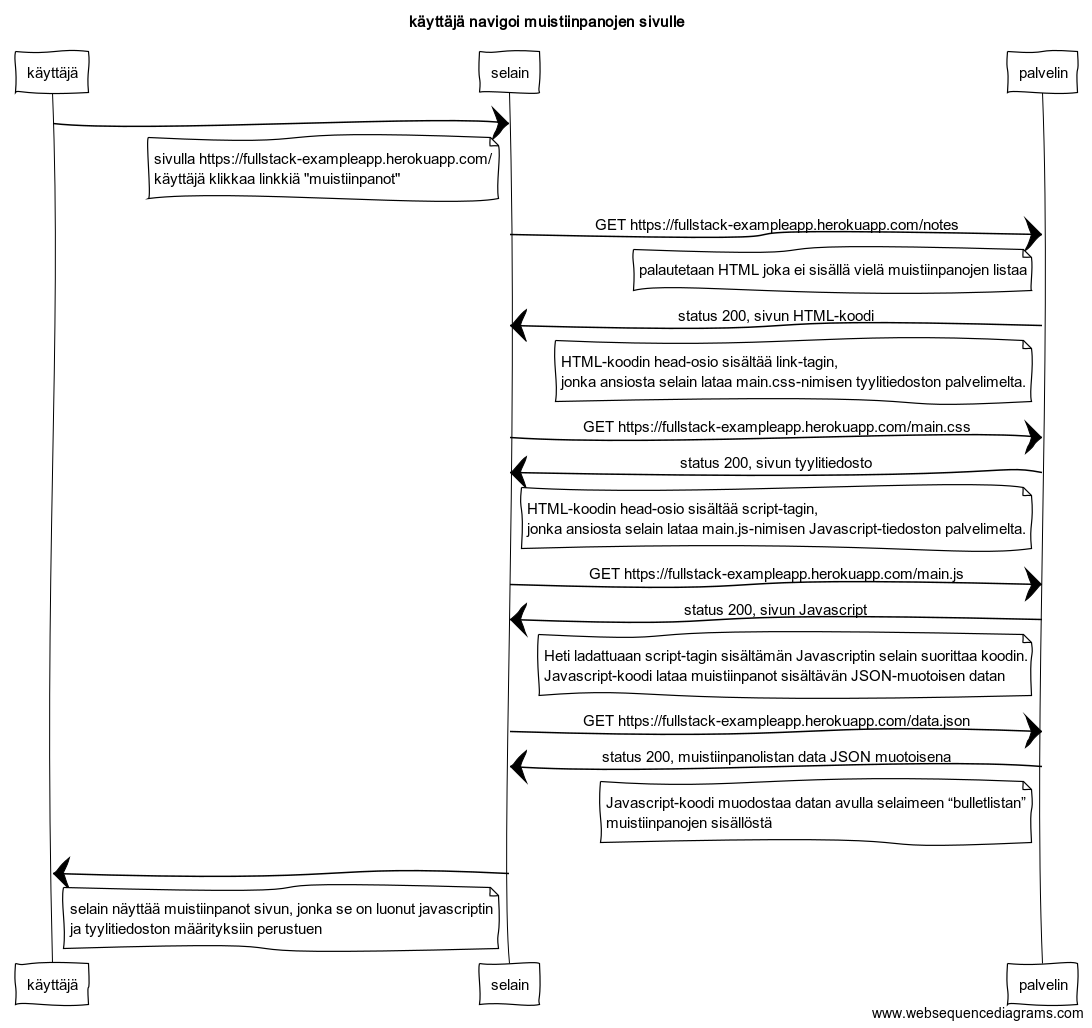 käyttäjä navigoi muistiinpanojen sivulle
käyttäjä
selain
palvelin
sivulla https://fullstack-exampleapp.herokuapp.com/
käyttäjä klikkaa linkkiä "muistiinpanot"
GET https://fullstack-exampleapp.herokuapp.com/notes
palautetaan HTML joka ei sisällä vielä muistiinpanojen listaa
status 200, sivun HTML-koodi
HTML-koodin head-osio sisältää link-tagin,
jonka ansiosta selain lataa main.css-nimisen tyylitiedoston palvelimelta.
GET https://fullstack-exampleapp.herokuapp.com/main.css
status 200, sivun tyylitiedosto
HTML-koodin head-osio sisältää script-tagin,
jonka ansiosta selain lataa main.js-nimisen Javascript-tiedoston palvelimelta.
GET https://fullstack-exampleapp.herokuapp.com/main.js
status 200, sivun Javascript
Heti ladattuaan script-tagin sisältämän Javascriptin selain suorittaa koodin.
Javascript-koodi lataa muistiinpanot sisältävän JSON-muotoisen datan
GET https://fullstack-exampleapp.herokuapp.com/data.json
status 200, muistiinpanolistan data JSON muotoisena
Javascript-koodi muodostaa datan avulla selaimeen “bulletlistan”
muistiinpanojen sisällöstä
selain näyttää muistiinpanot sivun, jonka se on luonut javascriptin
ja tyylitiedoston määrityksiin perustuen
käyttäjä
selain
palvelin
www.websequencediagrams.com